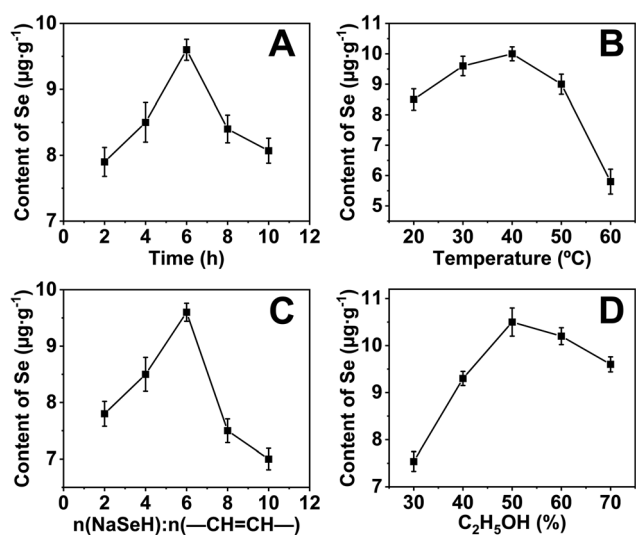 A
Content of Se (μg·g⁻¹)
10
9
8
7
0 2 4 6 8 10 12
Time (h)
B
Content of Se (μg·g⁻¹)
11
10
9
8
7
6
5
20 30 40 50 60
Temperature (ºC)
C
Content of Se (μg·g⁻¹)
10
9
8
7
0 2 4 6 8 10 12
n(NaSeH):n(—CH=CH—)
D
Content of Se (μg·g⁻¹)
11
10
9
8
7
30 40 50 60 70
C₂H₅OH (%)